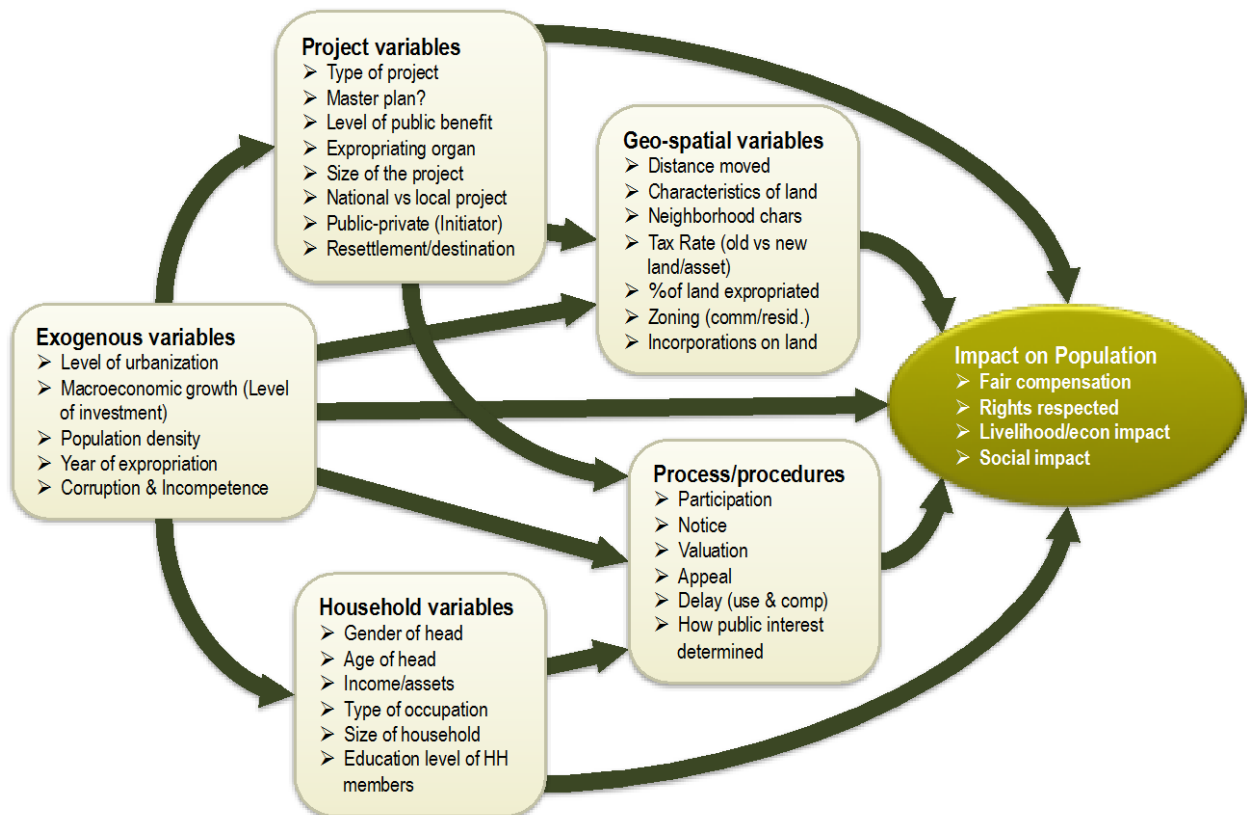 Project variables
➢ Type of project
➢ Master plan?
➢ Level of public benefit
➢ Expropriating organ
➢ Size of the project
➢ National vs local project
➢ Public-private (Initiator)
➢ Resettlement/destination
Geo-spatial variables
➢ Distance moved
➢ Characteristics of land
➢ Neighborhood chars
➢ Tax Rate (old vs new
land/asset)
➢ %of land expropriated
➢ Zoning (comm/resid.)
➢ Incorporations on land
Exogenous variables
➢ Level of urbanization
➢ Macroeconomic growth (Level
of investment)
➢ Population density
➢ Year of expropriation
➢ Corruption & Incompetence
Impact on Population
➢ Fair compensation
➢ Rights respected
➢ Livelihood/econ impact
➢ Social impact
Process/procedures
➢ Participation
➢ Notice
➢ Valuation
➢ Appeal
➢ Delay (use & comp)
➢ How public interest
determined
Household variables
➢ Gender of head
➢ Age of head
➢ Income/assets
➢ Type of occupation
➢ Size of household
➢ Education level of HH
members